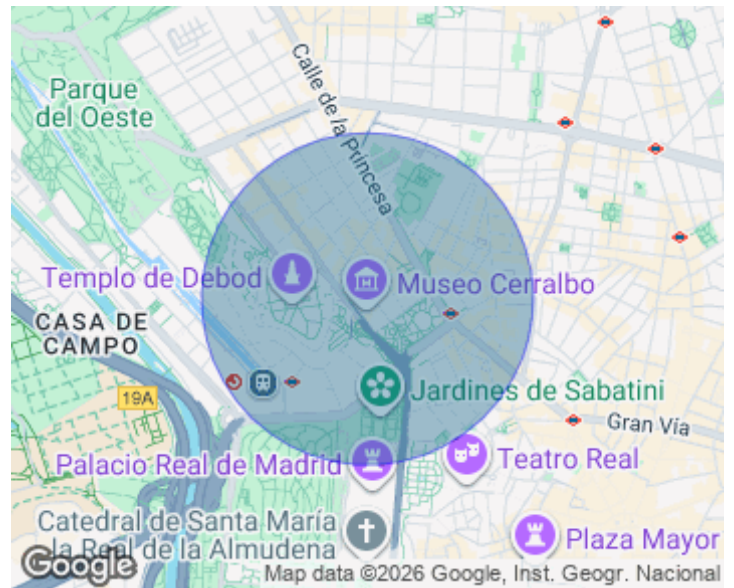 Parque
del Oeste
Calle de la Princesa
Templo de Debod
Museo Cerralbo
CASA DE
CAMPO
19A
Jardines de Sabatini
Gran Vía
Palacio Real de Madrid
Teatro Real
Catedral de Santa María
la Real de la Almudena
Plaza Mayor
Google
Map data ©2026 Google, Inst. Geogr. Nacional